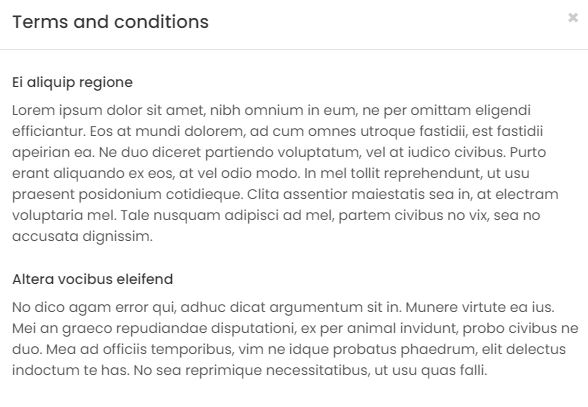 Terms and conditions
Ei aliquip regione
Lorem ipsum dolor sit amet, nibh omnium in eum, ne per omittam eligendi
efficiantur. Eos at mundi dolorem, ad cum omnes utroque fastidii, est fastidii
apeirian ea. Ne duo diceret partiendo voluptatum, vel at iudico civibus. Purto
erant aliquando ex eos, at vel odio modo. In mel tollit reprehendunt, ut usu
praesent posidonium cotidieque. Clita assentior maiestatis sea in, at electram
voluptaria mel. Tale nusquam adipisci ad mel, partem civibus no vix, sea no
accusata dignissim.
Altera vocibus eleifend
No dico agam error qui, adhuc dicat argumentum sit in. Munere virtute ea ius.
Mei an graeco repudiandae disputationi, ex per animal invidunt, probo civibus ne
duo. Mea ad officiis temporibus, vim ne idque probatus phaedrum, elit delectus
indoctum te has. No sea reprimique necessitatibus, ut usu quas falli.